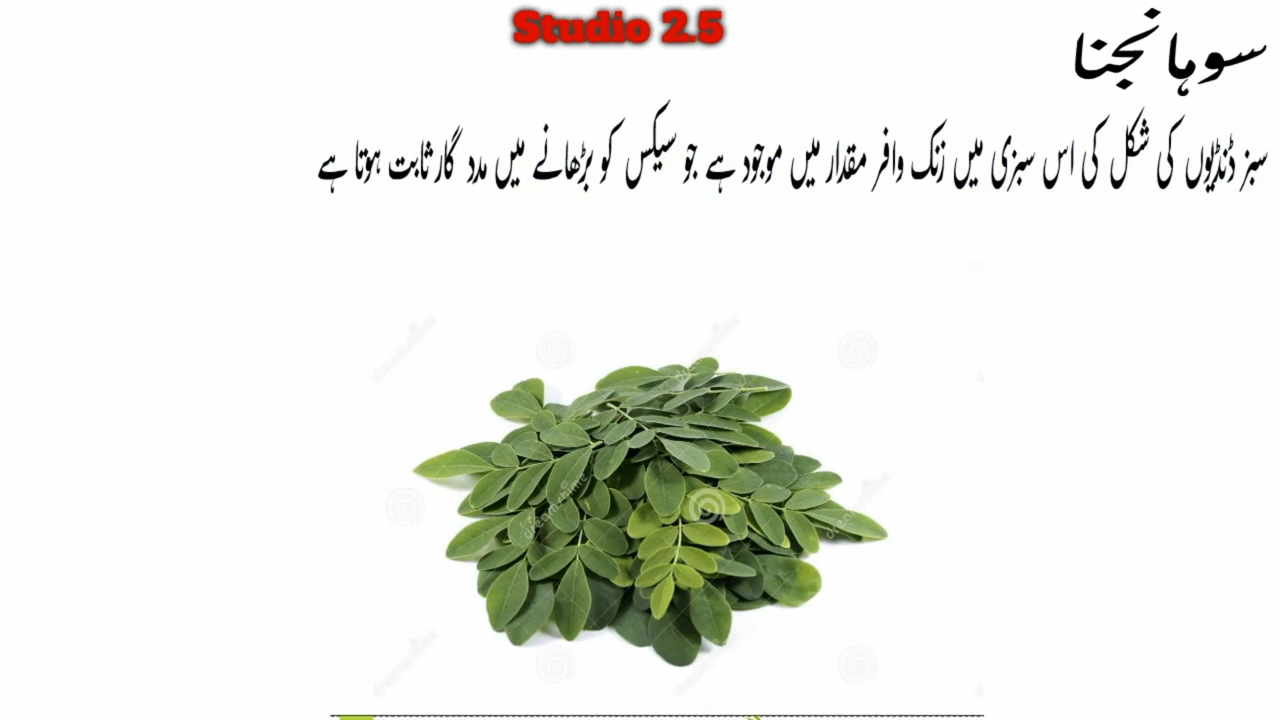 Studio 2.5
سوہانجنا
سبز ڈنڈیوں کی شکل کی اس سبزی میں زنک وافر مقدار میں موجود ہے جو سیکس کو بڑھانے میں مدد گار ثابت ہوتا ہے
dreamstime